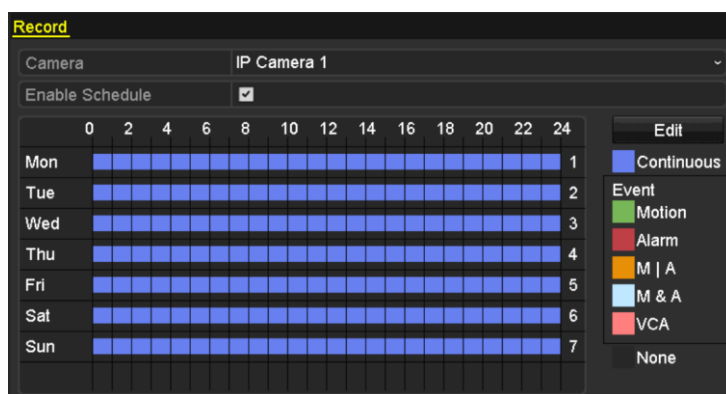 Record
Camera IP Camera 1
Enable Schedule
0 2 4 6 8 10 12 14 16 18 20 22 24
Mon 1
Tue 2
Wed 3
Thu 4
Fri 5
Sat 6
Sun 7
Edit
Continuous
Event
Motion
Alarm
M | A
M & A
VCA
None